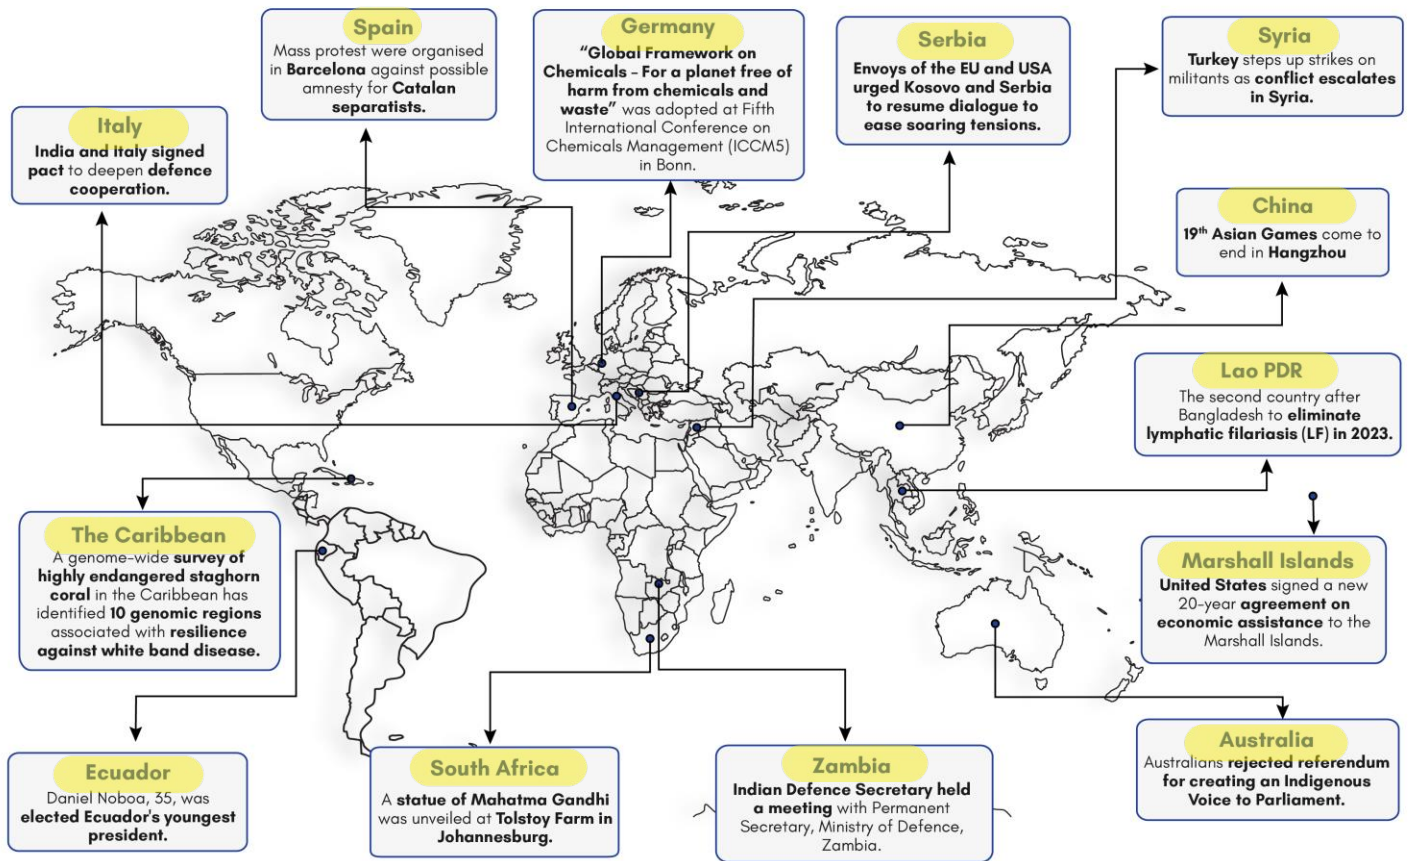 Spain
Mass protest were organised
in Barcelona against possible
amnesty for Catalan
separatists.
Germany
“Global Framework on
Chemicals – For a planet free of
harm from chemicals and
waste” was adopted at Fifth
International Conference on
Chemicals Management (ICCM5)
in Bonn.
Serbia
Envoys of the EU and USA
urged Kosovo and Serbia
to resume dialogue to
ease soaring tensions.
Syria
Turkey steps up strikes on
militants as conflict escalates
in Syria.
Italy
India and Italy signed
pact to deepen defence
cooperation.
China
19th Asian Games come to
end in Hangzhou
Lao PDR
The second country after
Bangladesh to eliminate
lymphatic filariasis (LF) in 2023.
The Caribbean
A genome-wide survey of
highly endangered staghorn
coral in the Caribbean has
identified 10 genomic regions
associated with resilience
against white band disease.
Marshall Islands
United States signed a new
20-year agreement on
economic assistance to the
Marshall Islands.
Ecuador
Daniel Noboa, 35, was
elected Ecuador's youngest
president.
South Africa
A statue of Mahatma Gandhi
was unveiled at Tolstoy Farm in
Johannesburg.
Zambia
Indian Defence Secretary held
a meeting with Permanent
Secretary, Ministry of Defence,
Zambia.
Australia
Australians rejected referendum
for creating an Indigenous
Voice to Parliament.